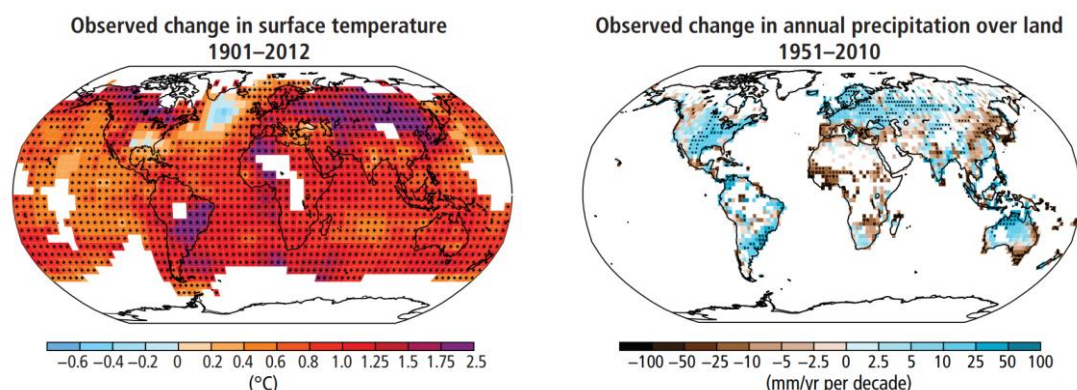 Observed change in surface temperature
1901–2012
−0.6 −0.4 −0.2 0 0.2 0.4 0.6 0.8 1.0 1.25 1.5 1.75 2.5
(°C)
Observed change in annual precipitation over land
1951–2010
−100 −50 −25 −10 −5 −2.5 0 2.5 5 10 25 50 100
(mm/yr per decade)